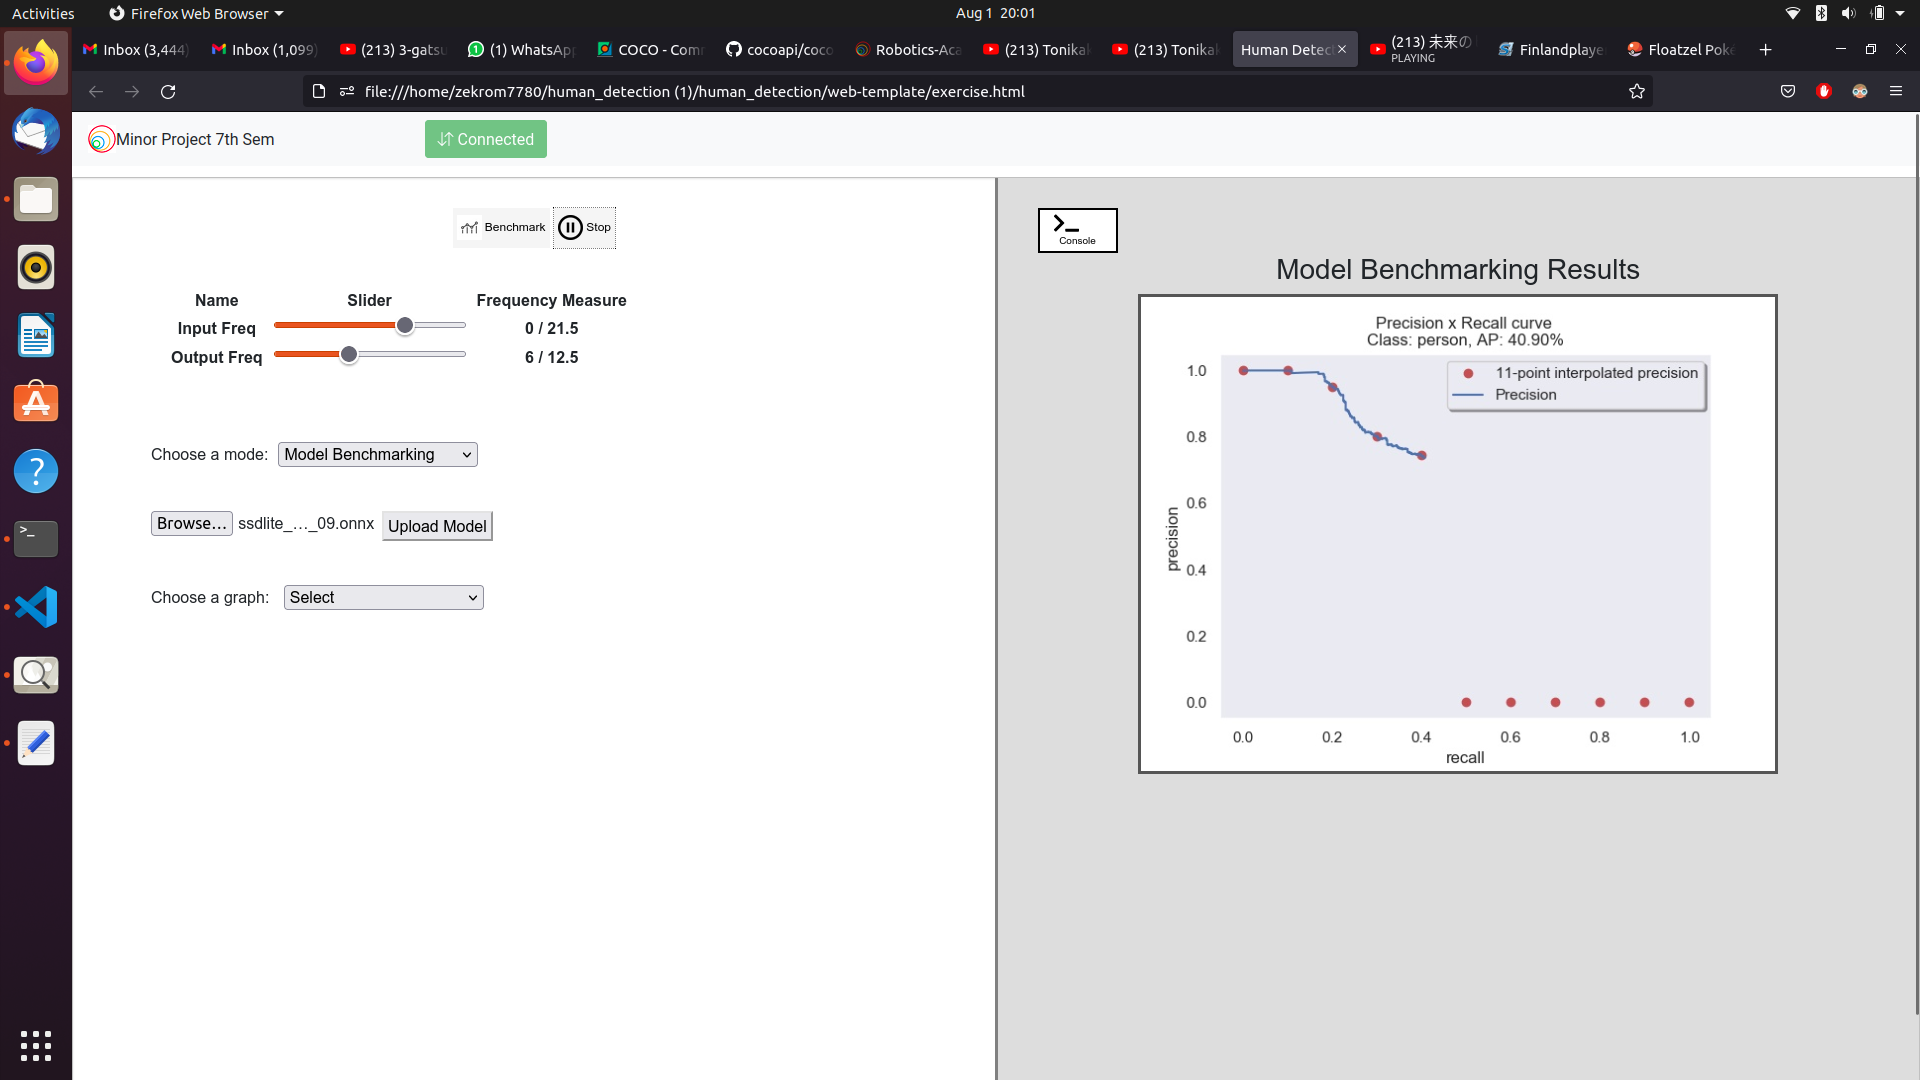 Activities
Firefox Web Browser
Aug 1 20:01
Inbox (3,444)
Inbox (1,099)
(213) 3-gatsu
(1) WhatsApp
COCO - Com
cocoapi/coco
Robotics-Aca
(213) Tonikak
(213) Tonikak
Human Detect
(213) 未来の
PLAYING
Finlandplaye
Floatzel Poké
file:///home/zekrom7780/human_detection (1)/human_detection/web-template/exercise.html
Minor Project 7th Sem
Connected
Benchmark
Stop
Name Slider Frequency Measure
Input Freq 0 / 21.5
Output Freq 6 / 12.5
Choose a mode: Model Benchmarking
Browse... ssdlite_..._09.onnx Upload Model
Choose a graph: Select
>_
Console
Model Benchmarking Results
Precision x Recall curve
Class: person, AP: 40.90%
11-point interpolated precision
Precision
precision
1.0
0.8
0.6
0.4
0.2
0.0
0.0 0.2 0.4 0.6 0.8 1.0
recall